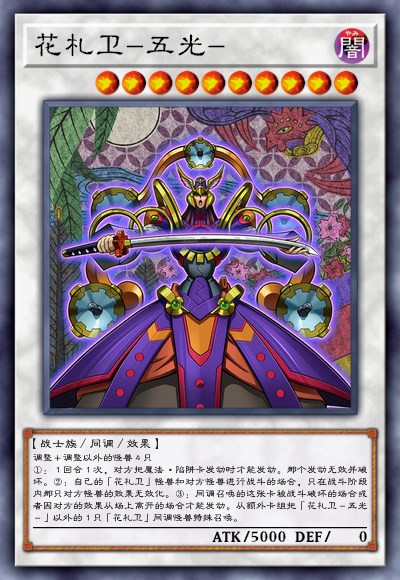 花札卫-五光-
やみ
闇
【战士族/同调/效果】
调整+调整以外的怪兽4只
①：1回合1次，对方把魔法·陷阱卡发动时才能发动。那个发动无效并破
坏。②：自己的「花札卫」怪兽和对方怪兽进行战斗的场合，只在战斗阶段
内那只对方怪兽的效果无效化。③：同调召唤的这张卡被战斗破坏的场合或
者因对方的效果从场上离开的场合才能发动。从额外卡组把「花札卫-五光
-」以外的1只「花札卫」同调怪兽特殊召唤。
ATK/5000 DEF/ 0